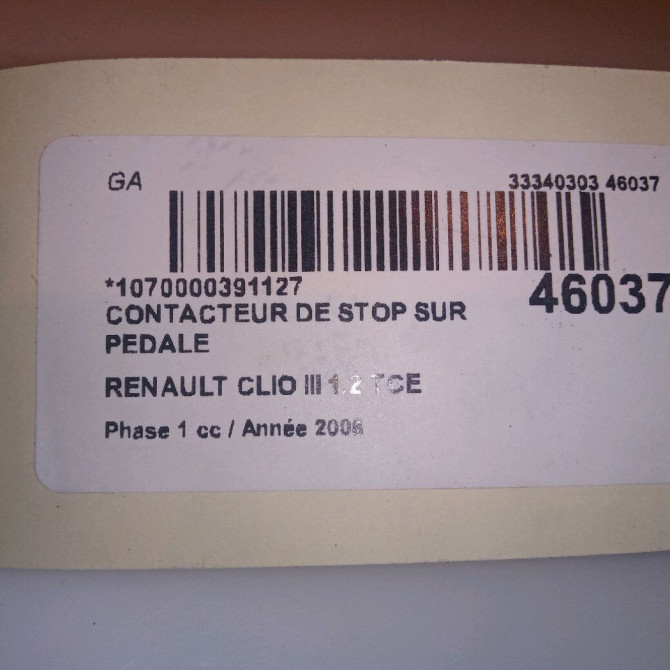 GA
33340303 46037
*1070000391127
46037
CONTACTEUR DE STOP SUR
PEDALE
RENAULT CLIO III 1.2 TCE
Phase 1 cc / Année